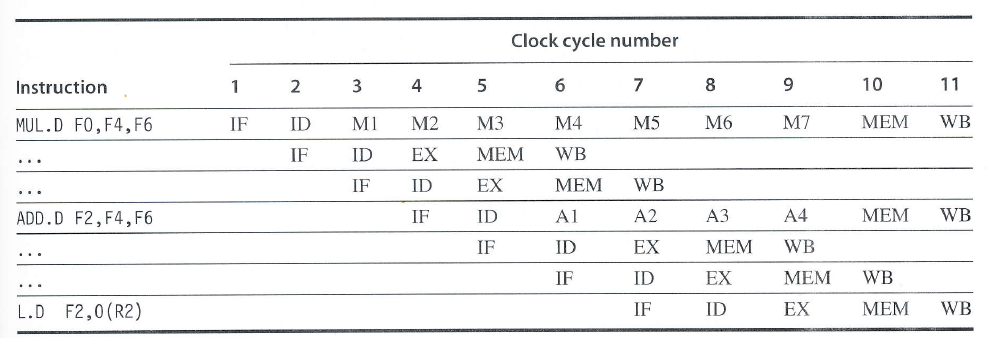 Clock cycle number
Instruction 1 2 3 4 5 6 7 8 9 10 11
MUL.D F0,F4,F6 IF ID M1 M2 M3 M4 M5 M6 M7 MEM WB
... IF ID EX MEM WB
... IF ID EX MEM WB
ADD.D F2,F4,F6 IF ID A1 A2 A3 A4 MEM WB
... IF ID EX MEM WB
... IF ID EX MEM WB
L.D F2,0(R2) IF ID EX MEM WB